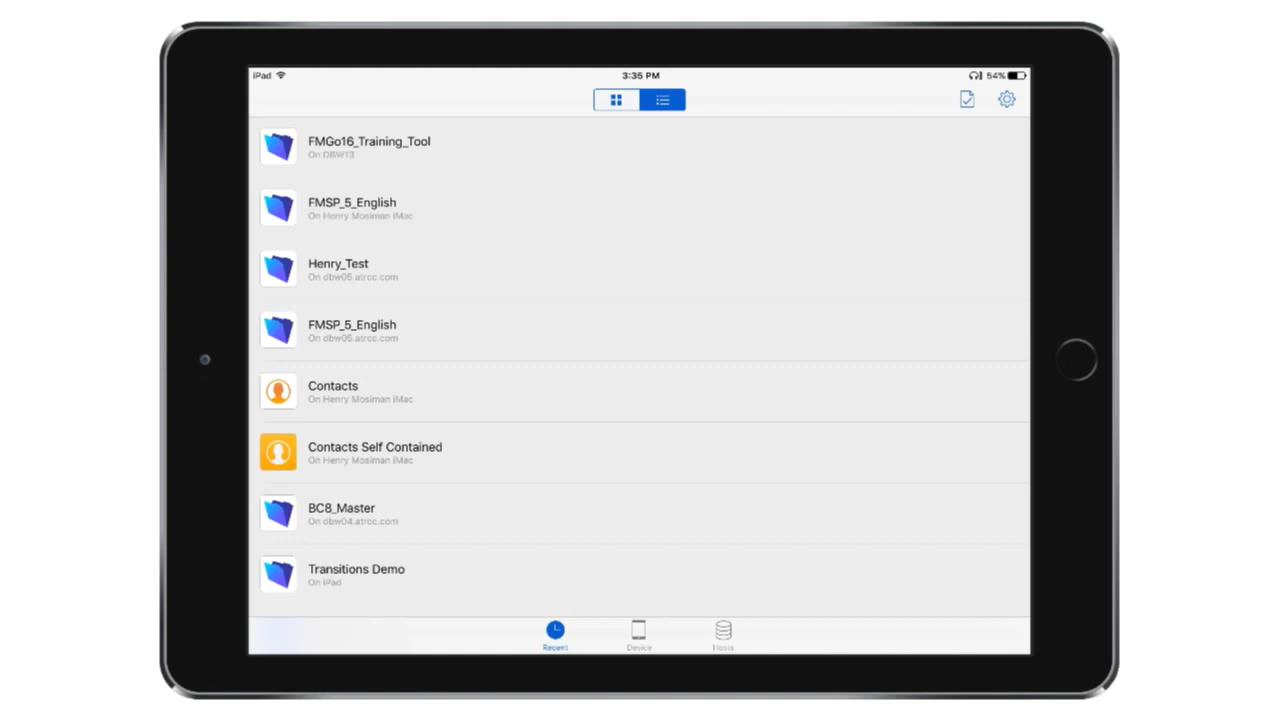 iPad
3:35 PM
54%
FMGo16_Training_Tool
On DBW13
FMSP_5_English
On Henry Mosiman iMac
Henry_Test
On dbw05.atrcc.com
FMSP_5_English
On dbw05.atrcc.com
Contacts
On Henry Mosiman iMac
Contacts Self Contained
On Henry Mosiman iMac
BC8_Master
On dbw04.atrcc.com
Transitions Demo
On iPad
Recent
Device
Hosts